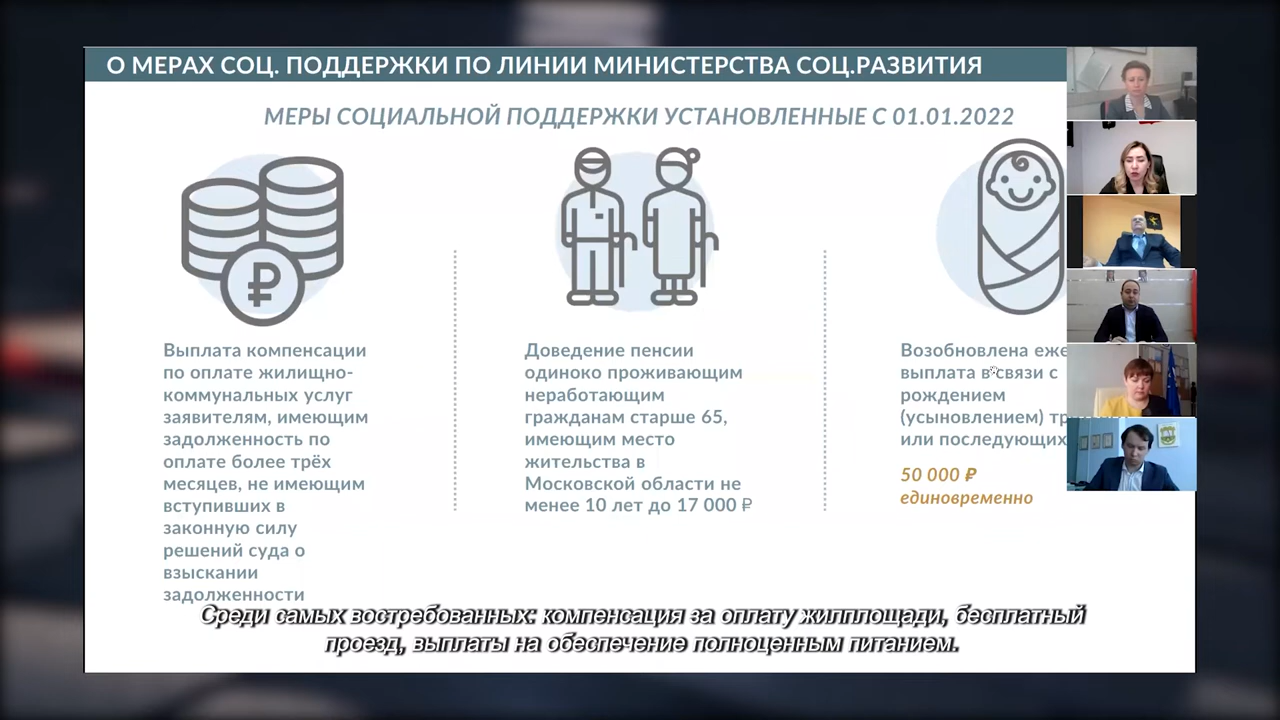 О МЕРАХ СОЦ. ПОДДЕРЖКИ ПО ЛИНИИ МИНИСТЕРСТВА СОЦ.РАЗВИТИЯ
МЕРЫ СОЦИАЛЬНОЙ ПОДДЕРЖКИ УСТАНОВЛЕННЫЕ С 01.01.2022
Выплата компенсации
по оплате жилищно-
коммунальных услуг
заявителям, имеющим
задолженность по
оплате более трёх
месяцев, не имеющим
вступивших в
законную силу
решений суда о
взыскании
задолженности
Доведение пенсии
одиноко проживающим
неработающим
гражданам старше 65,
имеющим место
жительства в
Московской области не
менее 10 лет до 17 000 ₽
Возобновлена
выплата в связи с
рождением
(усыновлением)
или последующих
50 000 ₽
единовременно
Среди самых востребованных: компенсация за оплату жилплощади, бесплатный
проезд, выплаты на обеспечение полноценным питанием.